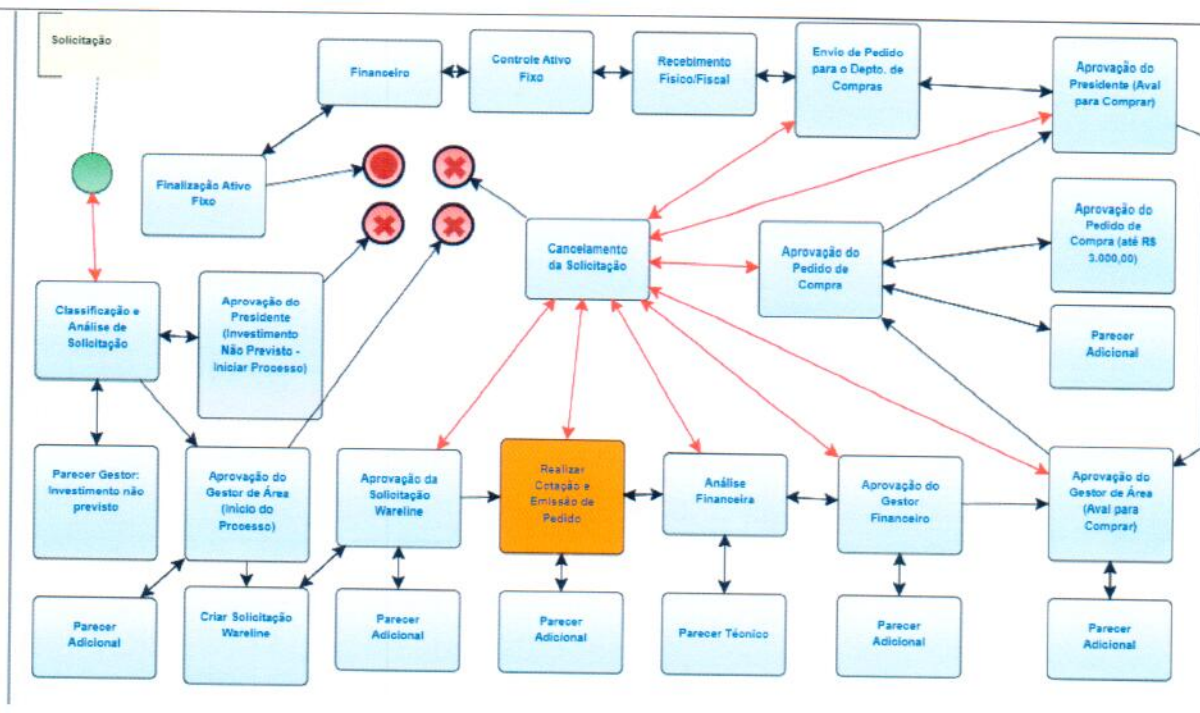 Solicitação
Financeiro
Controle Ativo
Fixo
Recebimento
Físico/Fiscal
Envio de Pedido
para o Depto. de
Compras
Aprovação do
Presidente (Aval
para Comprar)
Finalização Ativo
Fixo
Aprovação do
Pedido de
Compra (até R$
3.000,00)
Cancelamento
da Solicitação
Aprovação do
Pedido de
Compra
Classificação e
Análise de
Solicitação
Aprovação do
Presidente
(Investimento
Não Previsto -
Iniciar Processo)
Parecer
Adicional
Parecer Gestor:
Investimento não
previsto
Aprovação do
Gestor de Área
(Início do
Processo)
Aprovação da
Solicitação
Wareline
Realizar
Cotação e
Emissão de
Pedido
Análise
Financeira
Aprovação do
Gestor
Financeiro
Aprovação do
Gestor de Área
(Aval para
Comprar)
Parecer
Adicional
Criar Solicitação
Wareline
Parecer
Adicional
Parecer
Adicional
Parecer Técnico
Parecer
Adicional
Parecer
Adicional